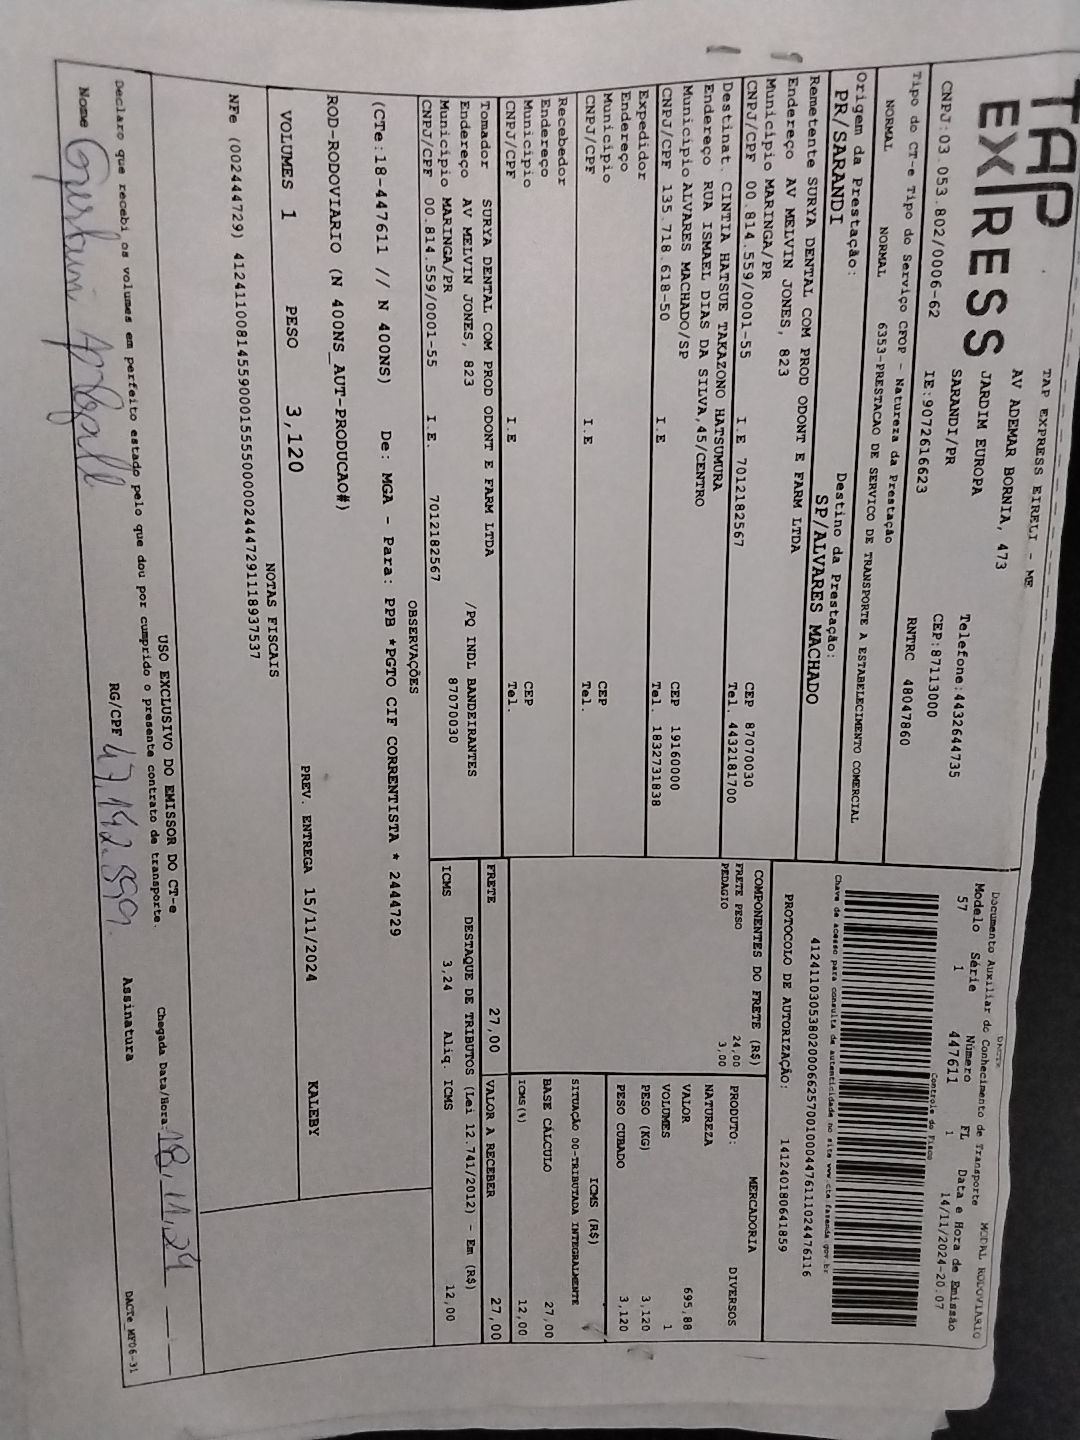 TAP
EXPRESS
TAP EXPRESS EIRELI - ME
AV ADEMAR BORNIA, 473
JARDIM EUROPA
SARANDI/PR
Telefone:4432644735
CEP:87113000
CNPJ:03.053.802/0006-62 IE:9072616623 RNTRC 48047860
Tipo do CT-e Tipo do Serviço CFOP - Natureza da Prestação
NORMAL NORMAL 6353-PRESTACAO DE SERVICO DE TRANSPORTE A ESTABELECIMENTO COMERCIAL
Origem da Prestação: Destino da Prestação:
PR/SARANDI SP/ALVARES MACHADO
Remetente SURYA DENTAL COM PROD ODONT E FARM LTDA
Endereço AV MELVIN JONES, 823
Municipio MARINGA/PR CEP 87070030
CNPJ/CPF 00.814.559/0001-55 I.E 7012182567 Tel. 4432181700
Destinat. CINTIA HATSUE TAKAZONO HATSUMURA
Endereço RUA ISMAEL DIAS DA SILVA,45/CENTRO
Municipio ALVARES MACHADO/SP CEP 19160000
CNPJ/CPF 135.718.618-50 I.E Tel. 1832731838
Expedidor
Endereço
Municipio CEP
CNPJ/CPF I.E Tel.
Recebedor
Endereço
Municipio CEP
CNPJ/CPF I.E Tel.
Tomador SURYA DENTAL COM PROD ODONT E FARM LTDA
Endereço AV MELVIN JONES, 823 /PQ INDL BANDEIRANTES
Municipio MARINGA/PR 87070030
CNPJ/CPF 00.814.559/0001-55 I.E. 7012182567
DACTE
Documento Auxiliar do Conhecimento de Transporte MODAL RODOVIARIO
Modelo Série Número FL Data e Hora de Emissão
57 1 447611 1 14/11/2024-20:07
Controle do Fisco
Chave de acesso para consulta de autenticidade no site www.cte.fazenda.gov.br
41241103053802000662570010004476111024476116
PROTOCOLO DE AUTORIZAÇÃO: 141240180641859
COMPONENTES DO FRETE (R$)
FRETE PESO 24,00
PEDAGIO 3,00
FRETE 27,00
MERCADORIA
PRODUTO: DIVERSOS
NATUREZA
VALOR 695,88
VOLUMES 1
PESO (KG) 3,120
PESO CUBADO 3,120
ICMS (R$)
SITUAÇÃO 00-TRIBUTADA INTEGRALMENTE
BASE CÁLCULO 27,00
ICMS(%) 12,00
VALOR A RECEBER 27,00
DESTAQUE DE TRIBUTOS (Lei 12.741/2012) - Em (R$)
ICMS 3,24 Aliq. ICMS 12,00
OBSERVAÇÕES
(CTe:18-447611 // N 400NS) De: MGA - Para: PPB *PGTO CIF CORRENTISTA * 2444729
ROD-RODOVIARIO (N 400NS_AUT-PRODUCAO#)
VOLUMES 1 PESO 3,120 PREV. ENTREGA 15/11/2024 KALEBY
NOTAS FISCAIS
NFe (002444729) 41241100814559000155550000024447291118937537
USO EXCLUSIVO DO EMISSOR DO CT-e
Declaro que recebi os volumes em perfeito estado pelo que dou por cumprido o presente contrato de transporte. Chegada Data/Hora: 18,11,24
Nome RG/CPF 47.142.599. Assinatura
DACTe_MF06-31